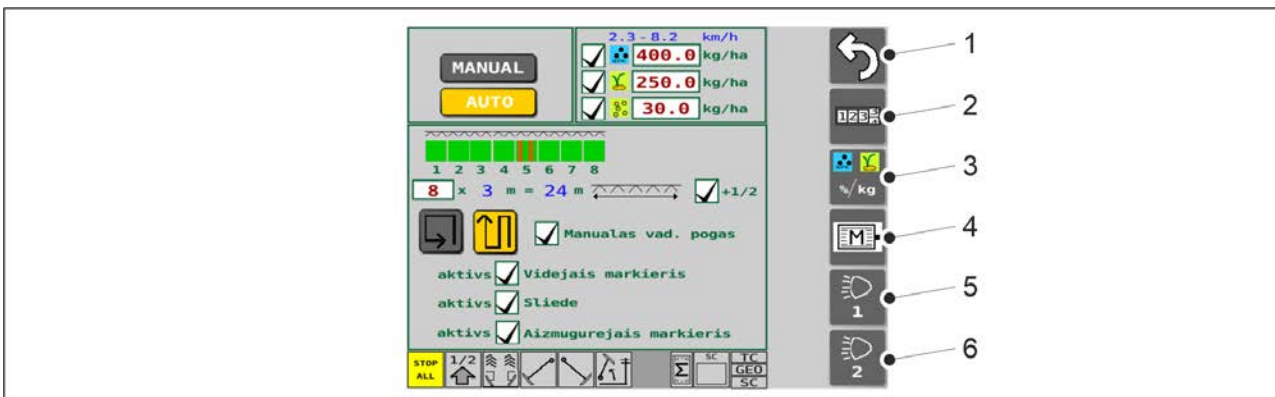 2.3 - 8.2 km/h
MANUAL
AUTO
400.0 kg/ha
250.0 kg/ha
30.0 kg/ha
1 2 3 4 5 6 7 8
8 x 3 m = 24 m +1/2
Manualas vad. pogas
aktivs Videjais markieris
aktivs Sliede
aktivs Aizmugurejais markieris
STOP ALL
1/2
Σ
SC
TC
GEO
SC
%/kg
M
1
2
1
2
3
4
5
6